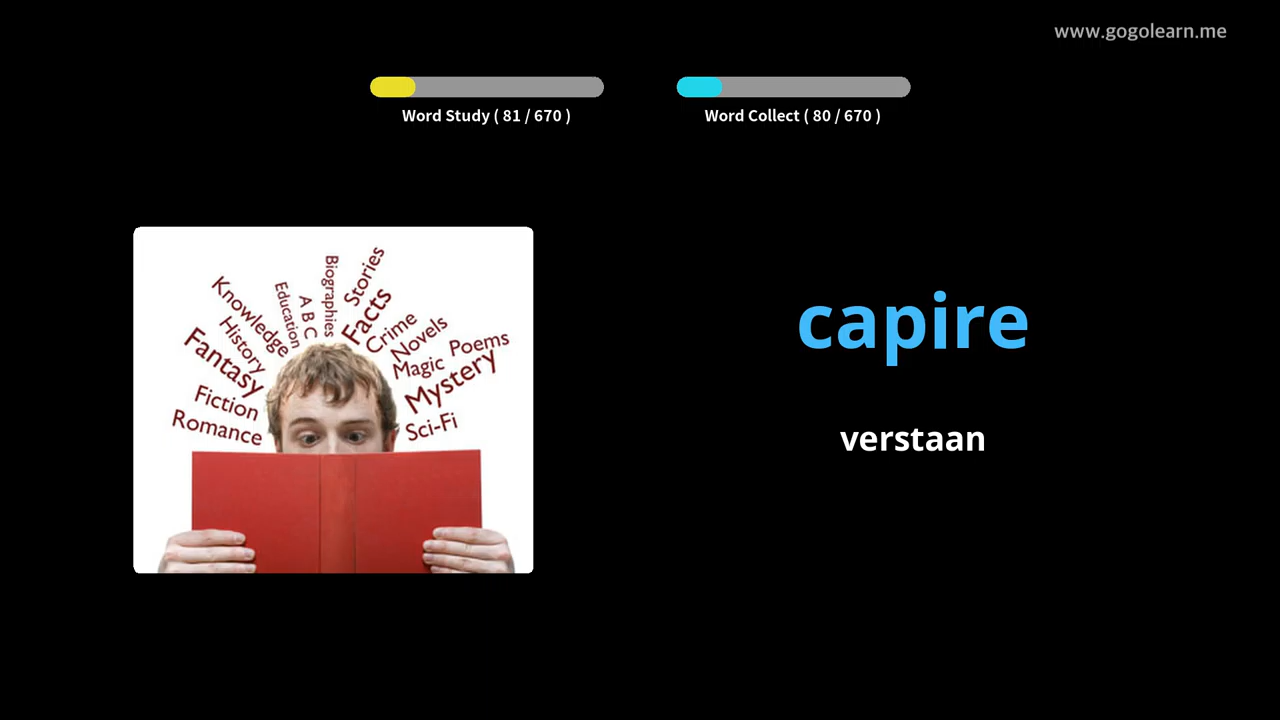 www.gogolearn.me
Word Study ( 81 / 670 )
Word Collect ( 80 / 670 )
Biographies
Stories
Education
A B C
Facts
Knowledge
Crime
History
Novels
Poems
Fantasy
Magic
Mystery
Fiction
Romance
Sci-Fi
capire
verstaan